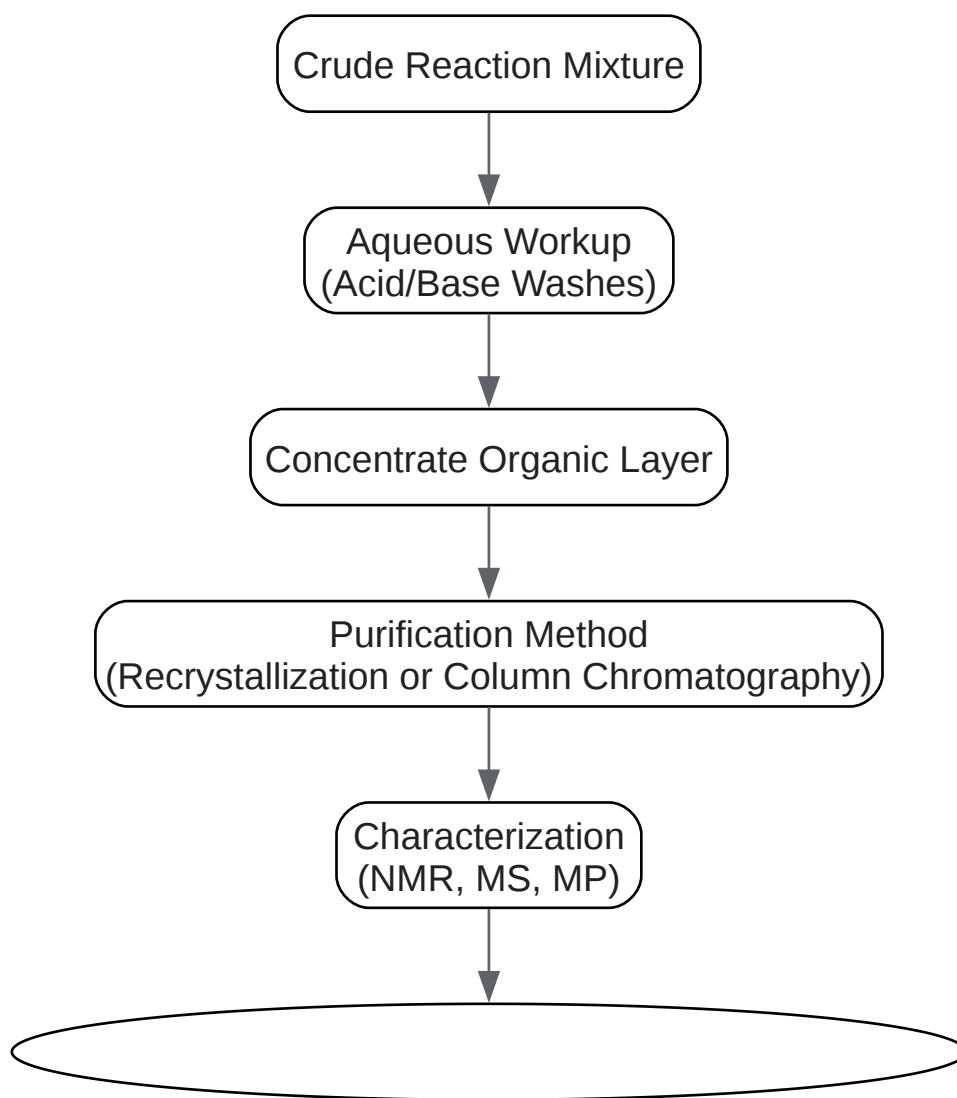 Crude Reaction Mixture
Aqueous Workup
(Acid/Base Washes)
Concentrate Organic Layer
Purification Method
(Recrystallization or Column Chromatography)
Characterization
(NMR, MS, MP)